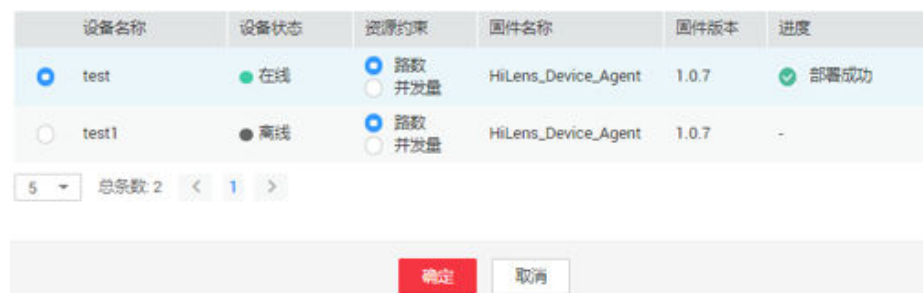 设备名称 设备状态 资源约束 固件名称 固件版本 进度
test 在线 路数 HiLens_Device_Agent 1.0.7 部署成功
并发量
test1 离线 路数 HiLens_Device_Agent 1.0.7 -
并发量
5 总条数: 2 < 1 >
确定 取消